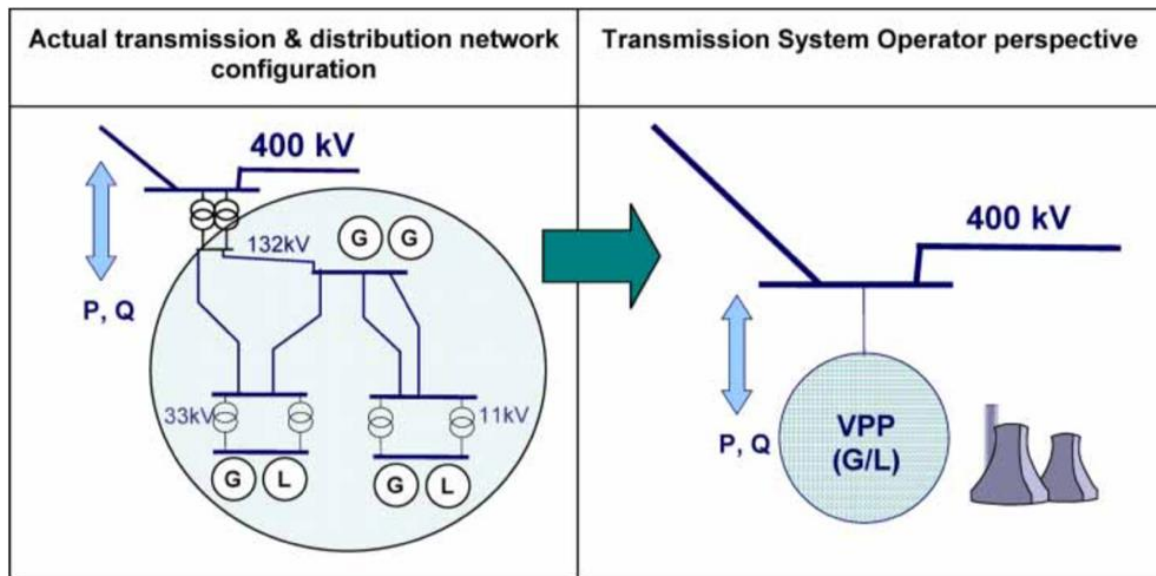 Actual transmission & distribution network
configuration
Transmission System Operator perspective
400 kV
132kV
G G
P, Q
33kV
11kV
G L
G L
400 kV
P, Q
VPP
(G/L)